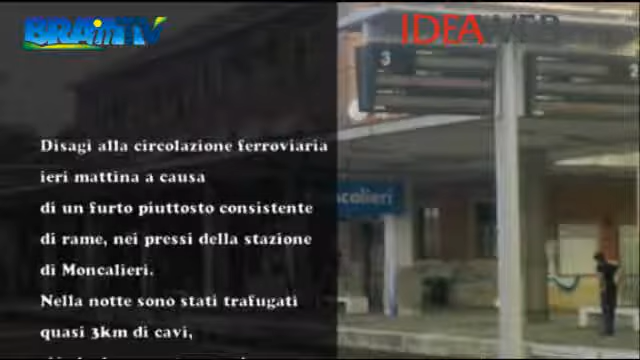 BRAinTV
IDEAWEB
3
3
ncalieri
Disagi alla circolazione ferroviaria
ieri mattina a causa
di un furto piuttosto consistente
di rame, nei pressi della stazione
di Moncalieri.
Nella notte sono stati trafugati
quasi 3km di cavi,